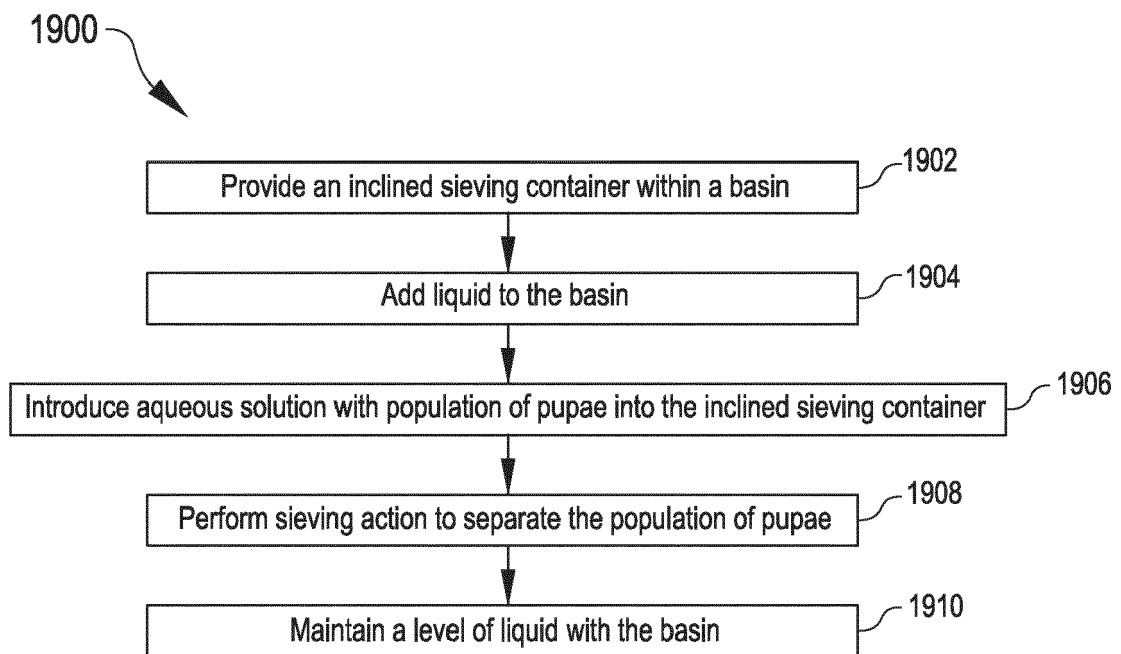 1900
Provide an inclined sieving container within a basin
1902
Add liquid to the basin
1904
Introduce aqueous solution with population of pupae into the inclined sieving container
1906
Perform sieving action to separate the population of pupae
1908
Maintain a level of liquid with the basin
1910